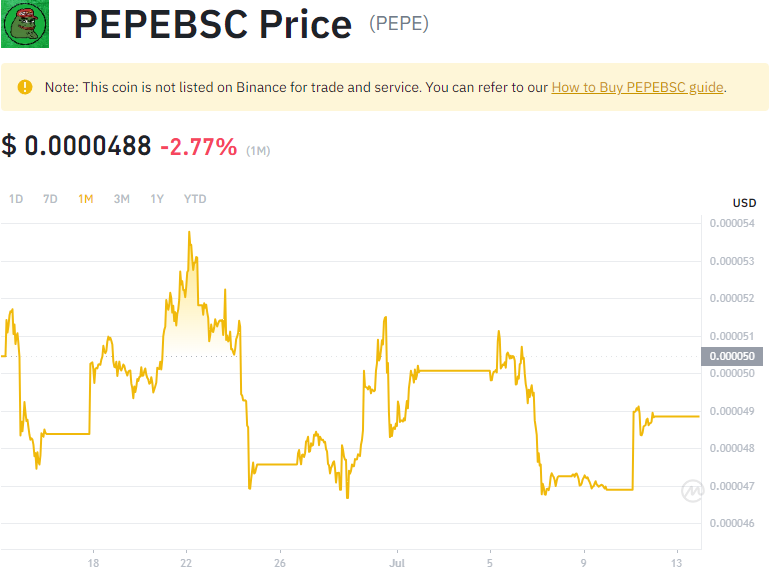 PEPEBSC Price (PEPE)
Note: This coin is not listed on Binance for trade and service. You can refer to our How to Buy PEPEBSC guide.
$ 0.0000488 -2.77% (1M)
1D 7D 1M 3M 1Y YTD
USD
0.000054
0.000053
0.000052
0.000051
0.000050
0.000050
0.000049
0.000048
0.000047
0.000046
18 22 26 Jul 5 9 13